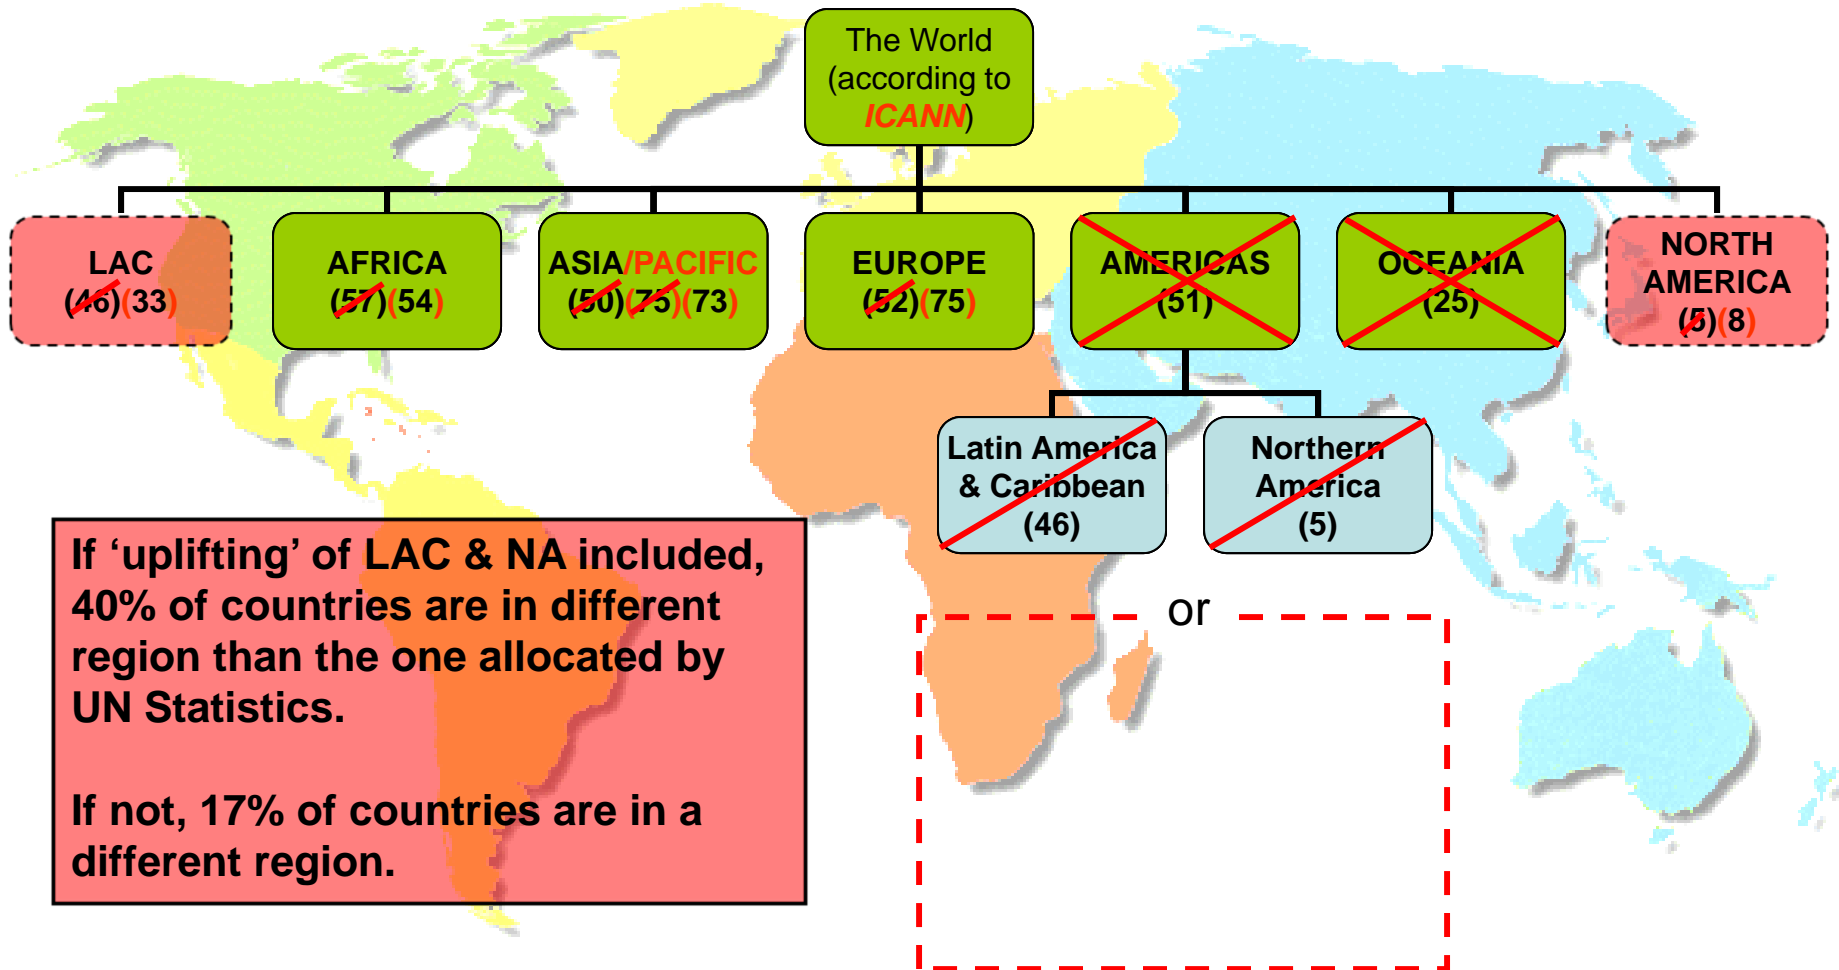 The World
(according to
ICANN)
LAC
(46)(33)
AFRICA
(57)(54)
ASIA/PACIFIC
(50)(75)(73)
EUROPE
(52)(75)
AMERICAS
(51)
OCEANIA
(25)
NORTH
AMERICA
(5)(8)
Latin America
& Caribbean
(46)
Northern
America
(5)
If ‘uplifting’ of LAC & NA included,
40% of countries are in different
region than the one allocated by
UN Statistics.
If not, 17% of countries are in a
different region.
or